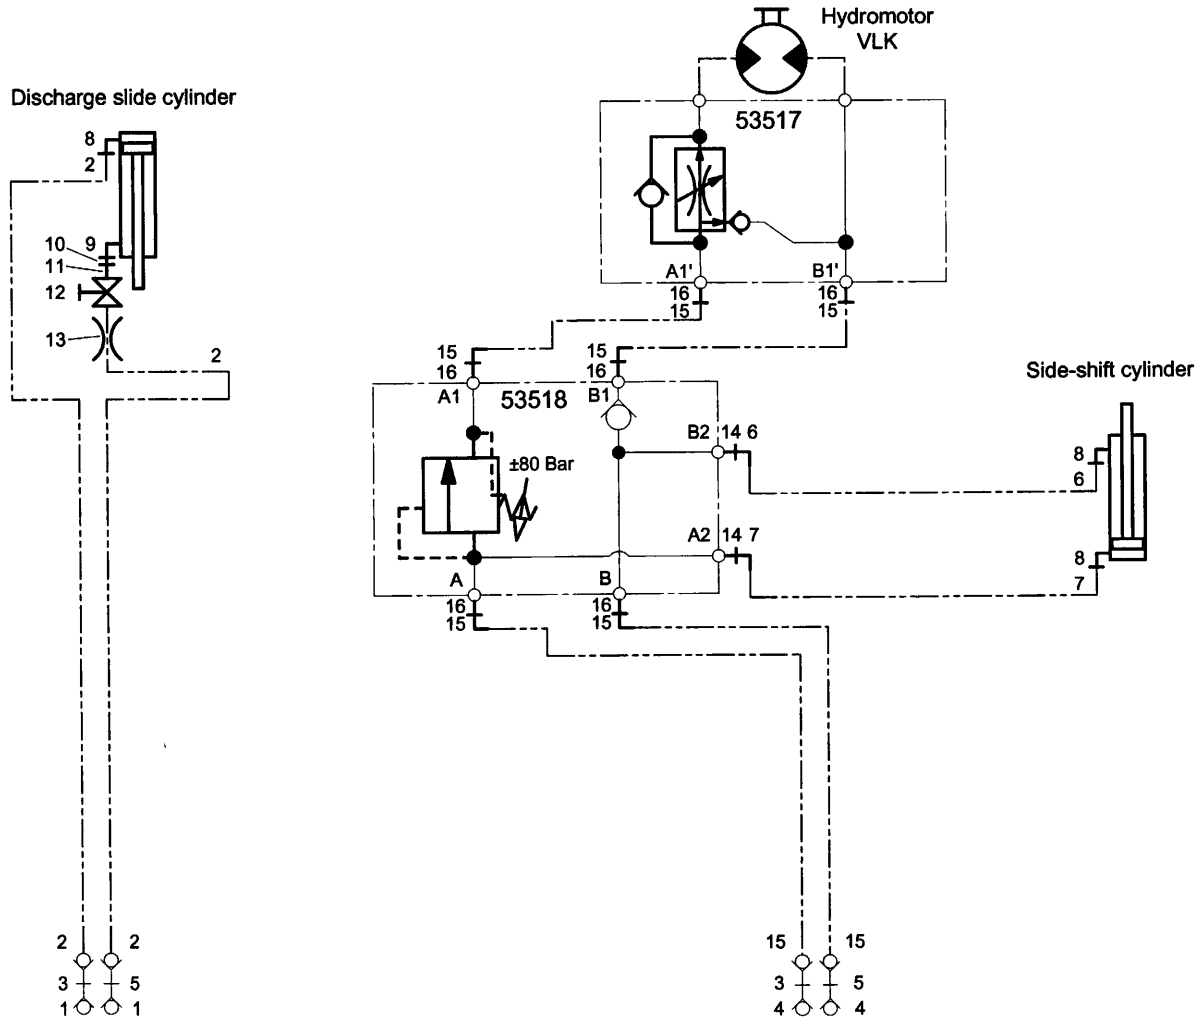 Hydromotor
VLK
Discharge slide cylinder
53517
8
2
10 9
11
12
13
2
A1' B1'
16 16
15 15
15 15
16 16
A1 53518 B1
Side-shift cylinder
B2 14 6
±80 Bar
8
6
A2 14 7
8
7
A B
16 16
15 15
2 2
3 5
1 1
15 15
3 5
4 4